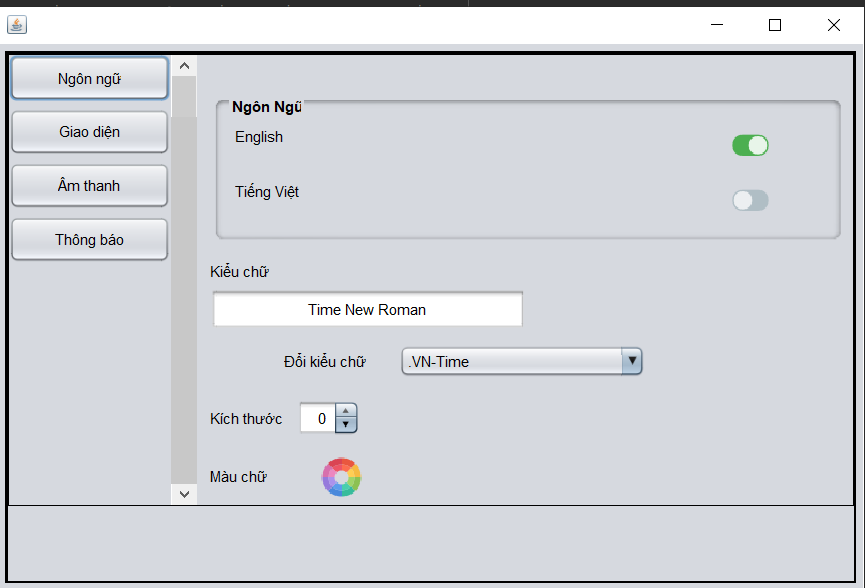 Ngôn ngữ
Giao diện
Âm thanh
Thông báo
Ngôn Ngữ
English
Tiếng Việt
Kiểu chữ
Time New Roman
Đổi kiểu chữ
.VN-Time
Kích thước
0
Màu chữ